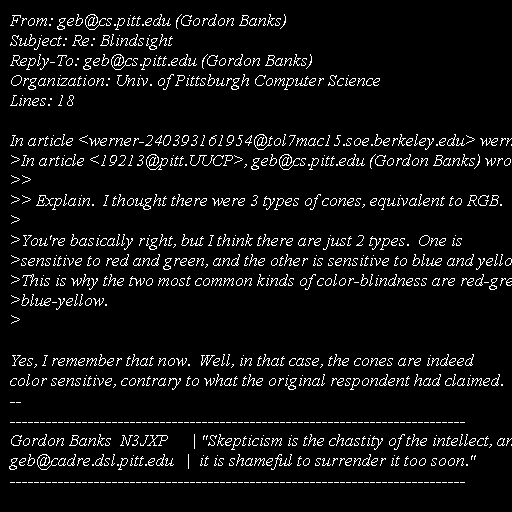 From: geb@cs.pitt.edu (Gordon Banks)
Subject: Re: Blindsight
Reply-To: geb@cs.pitt.edu (Gordon Banks)
Organization: Univ. of Pittsburgh Computer Science
Lines: 18

In article <werner-240393161954@tol7mac15.soe.berkeley.edu> wern
>In article <19213@pitt.UUCP>, geb@cs.pitt.edu (Gordon Banks) wro
>>
>> Explain.  I thought there were 3 types of cones, equivalent to RGB.
>
>You're basically right, but I think there are just 2 types.  One is
>sensitive to red and green, and the other is sensitive to blue and yello
>This is why the two most common kinds of color-blindness are red-gre
>blue-yellow.
>

Yes, I remember that now.  Well, in that case, the cones are indeed
color sensitive, contrary to what the original respondent had claimed.
--
----------------------------------------------------------------------------
Gordon Banks  N3JXP      | "Skepticism is the chastity of the intellect, an
geb@cadre.dsl.pitt.edu   |  it is shameful to surrender it too soon."
----------------------------------------------------------------------------